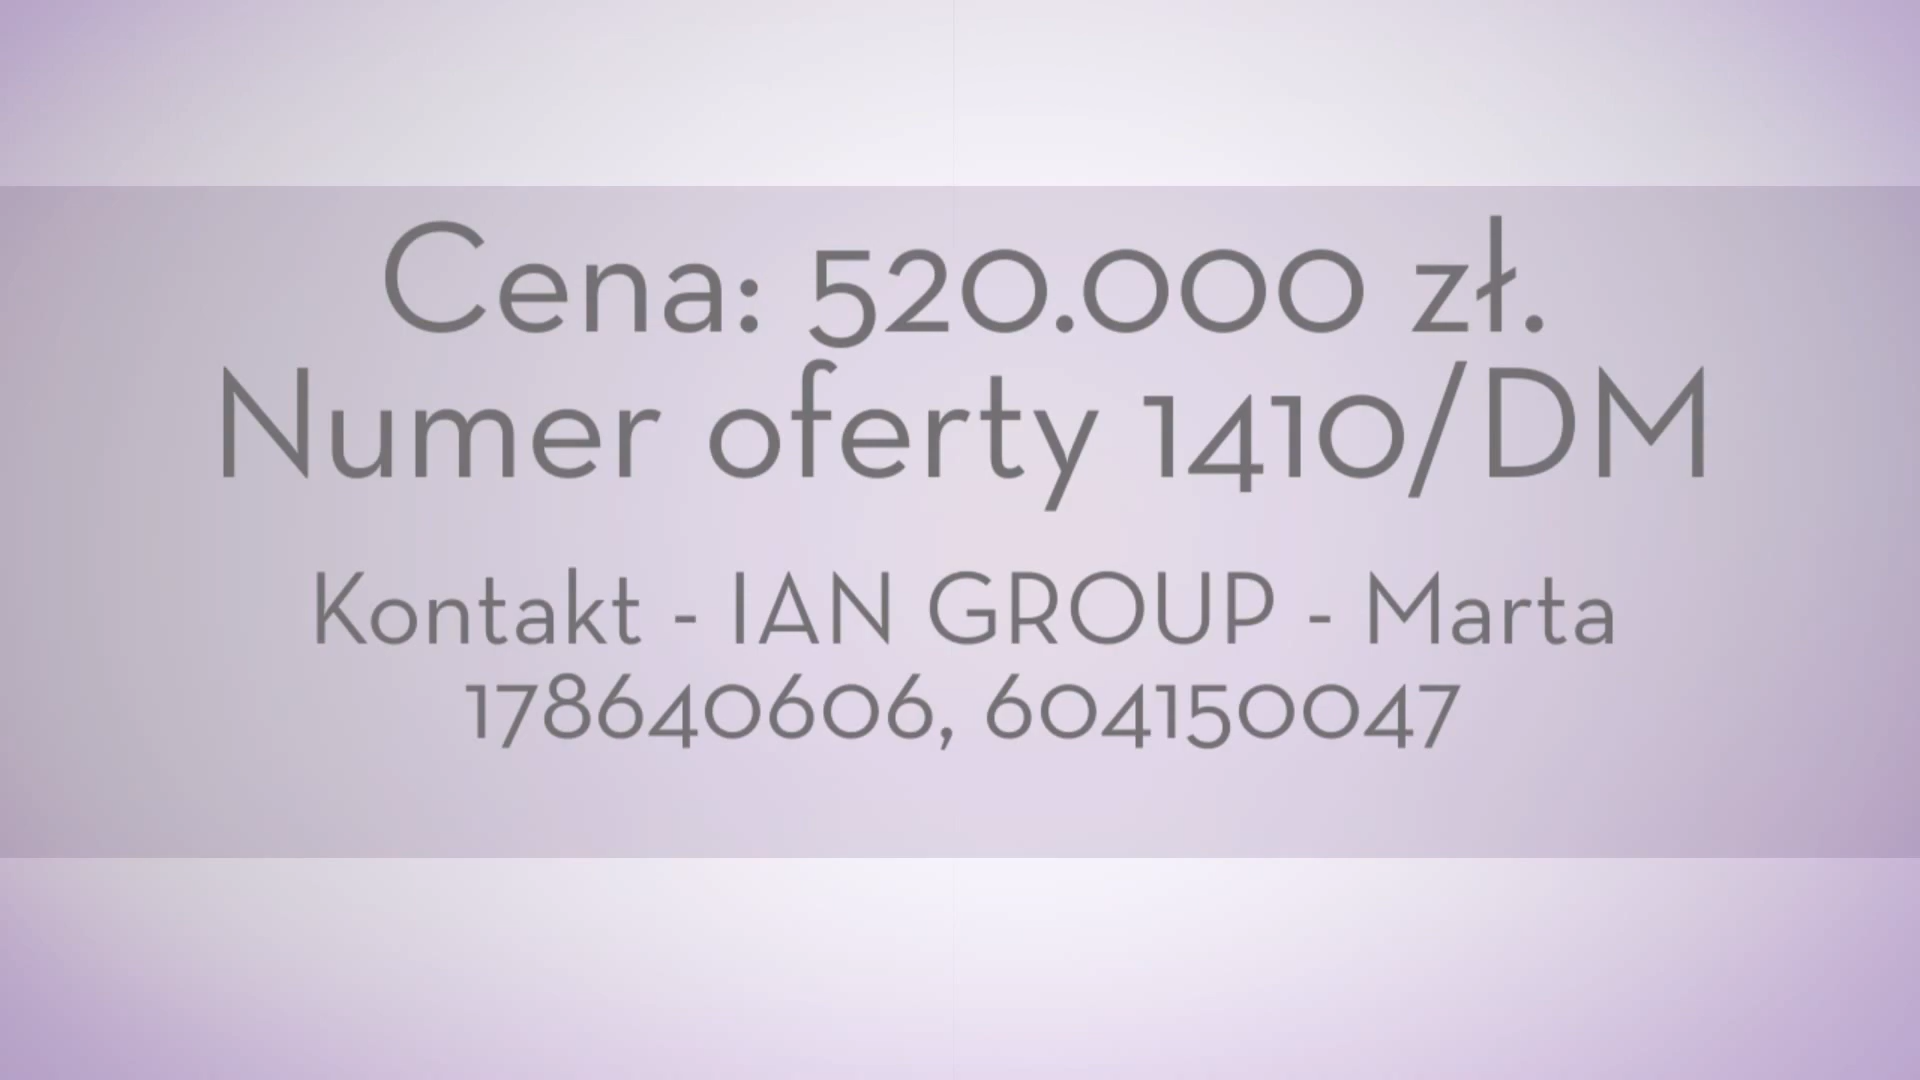 Cena: 520.000 zł.
Numer oferty 1410/DM
Kontakt - IAN GROUP - Marta
178640606, 604150047